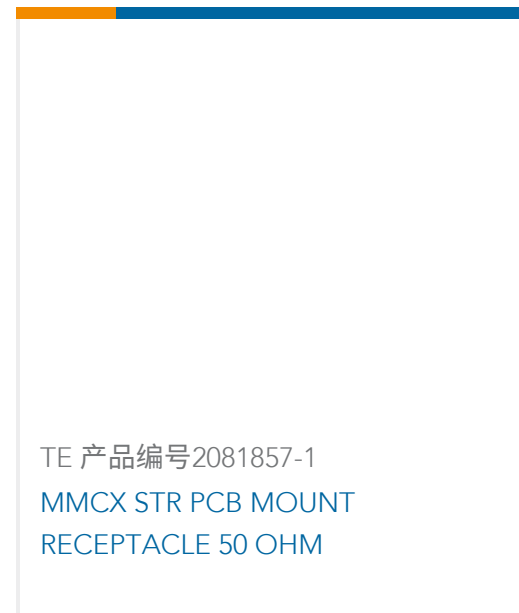 TE 产品编号2081857-1
MMCX STR PCB MOUNT
RECEPTACLE 50 OHM